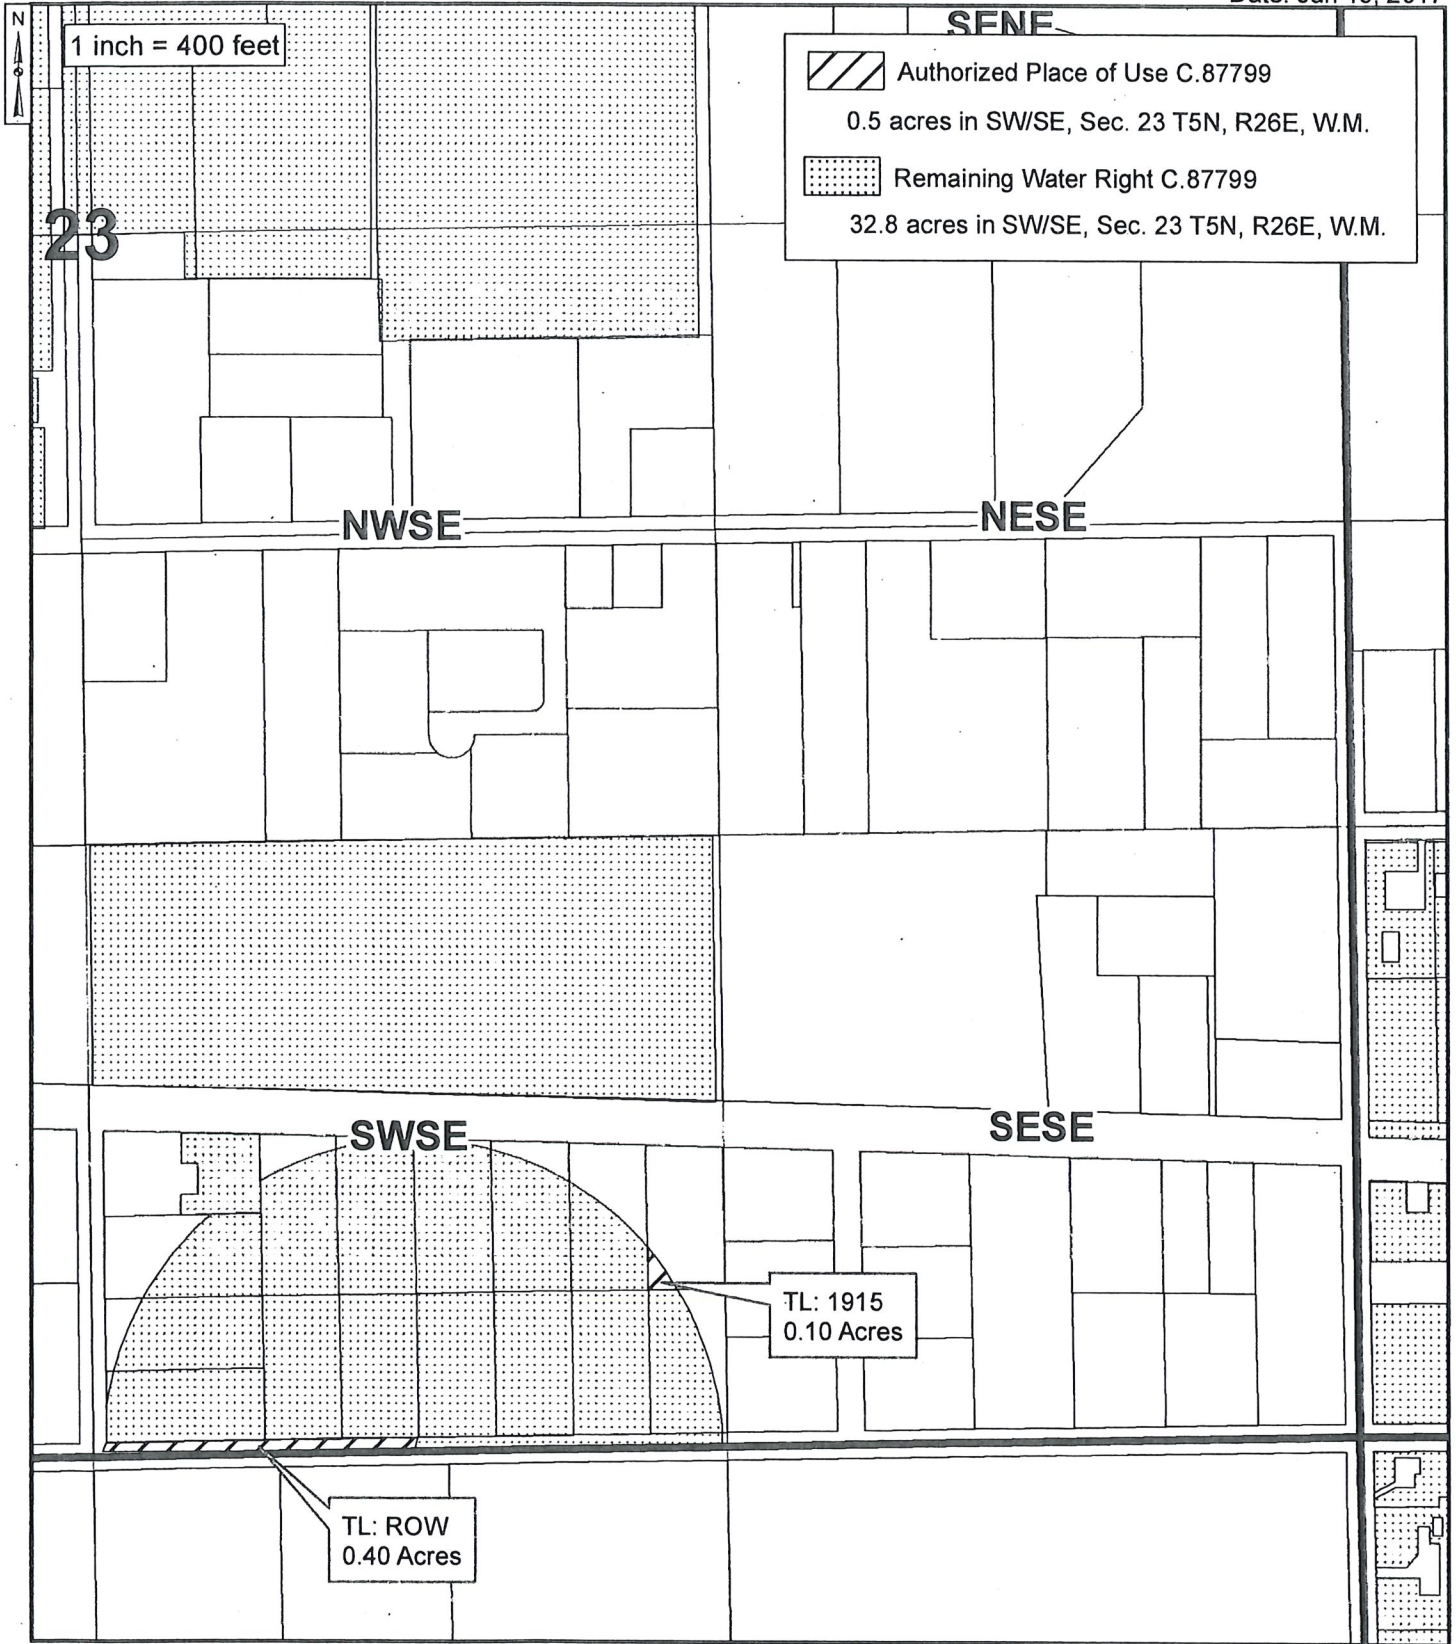 N
1 inch = 400 feet
SENE
Authorized Place of Use C.87799
0.5 acres in SW/SE, Sec. 23 T5N, R26E, W.M.
Remaining Water Right C.87799
32.8 acres in SW/SE, Sec. 23 T5N, R26E, W.M.
23
NWSE
NESE
SWSE
SESE
TL: 1915
0.10 Acres
TL: ROW
0.40 Acres